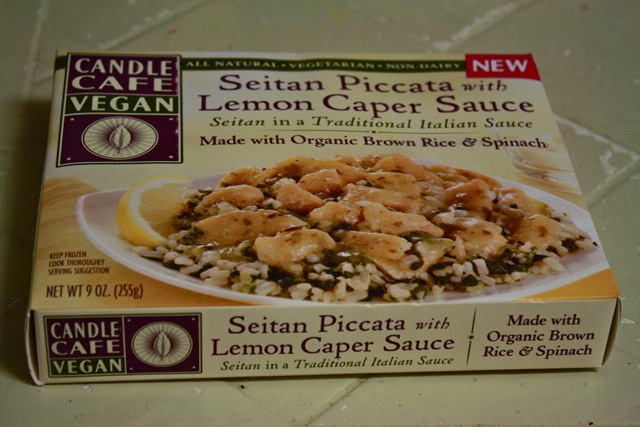 CANDLE
CAFE
VEGAN
ALL NATURAL • VEGETARIAN • NON-DAIRY
NEW
Seitan Piccata with
Lemon Caper Sauce
Seitan in a Traditional Italian Sauce
Made with Organic Brown Rice & Spinach
KEEP FROZEN
COOK THOROUGHLY
SERVING SUGGESTION
NET WT 9 OZ. (255g)
CANDLE
CAFE
VEGAN
Seitan Piccata with
Lemon Caper Sauce
Seitan in a Traditional Italian Sauce
Made with
Organic Brown
Rice & Spinach